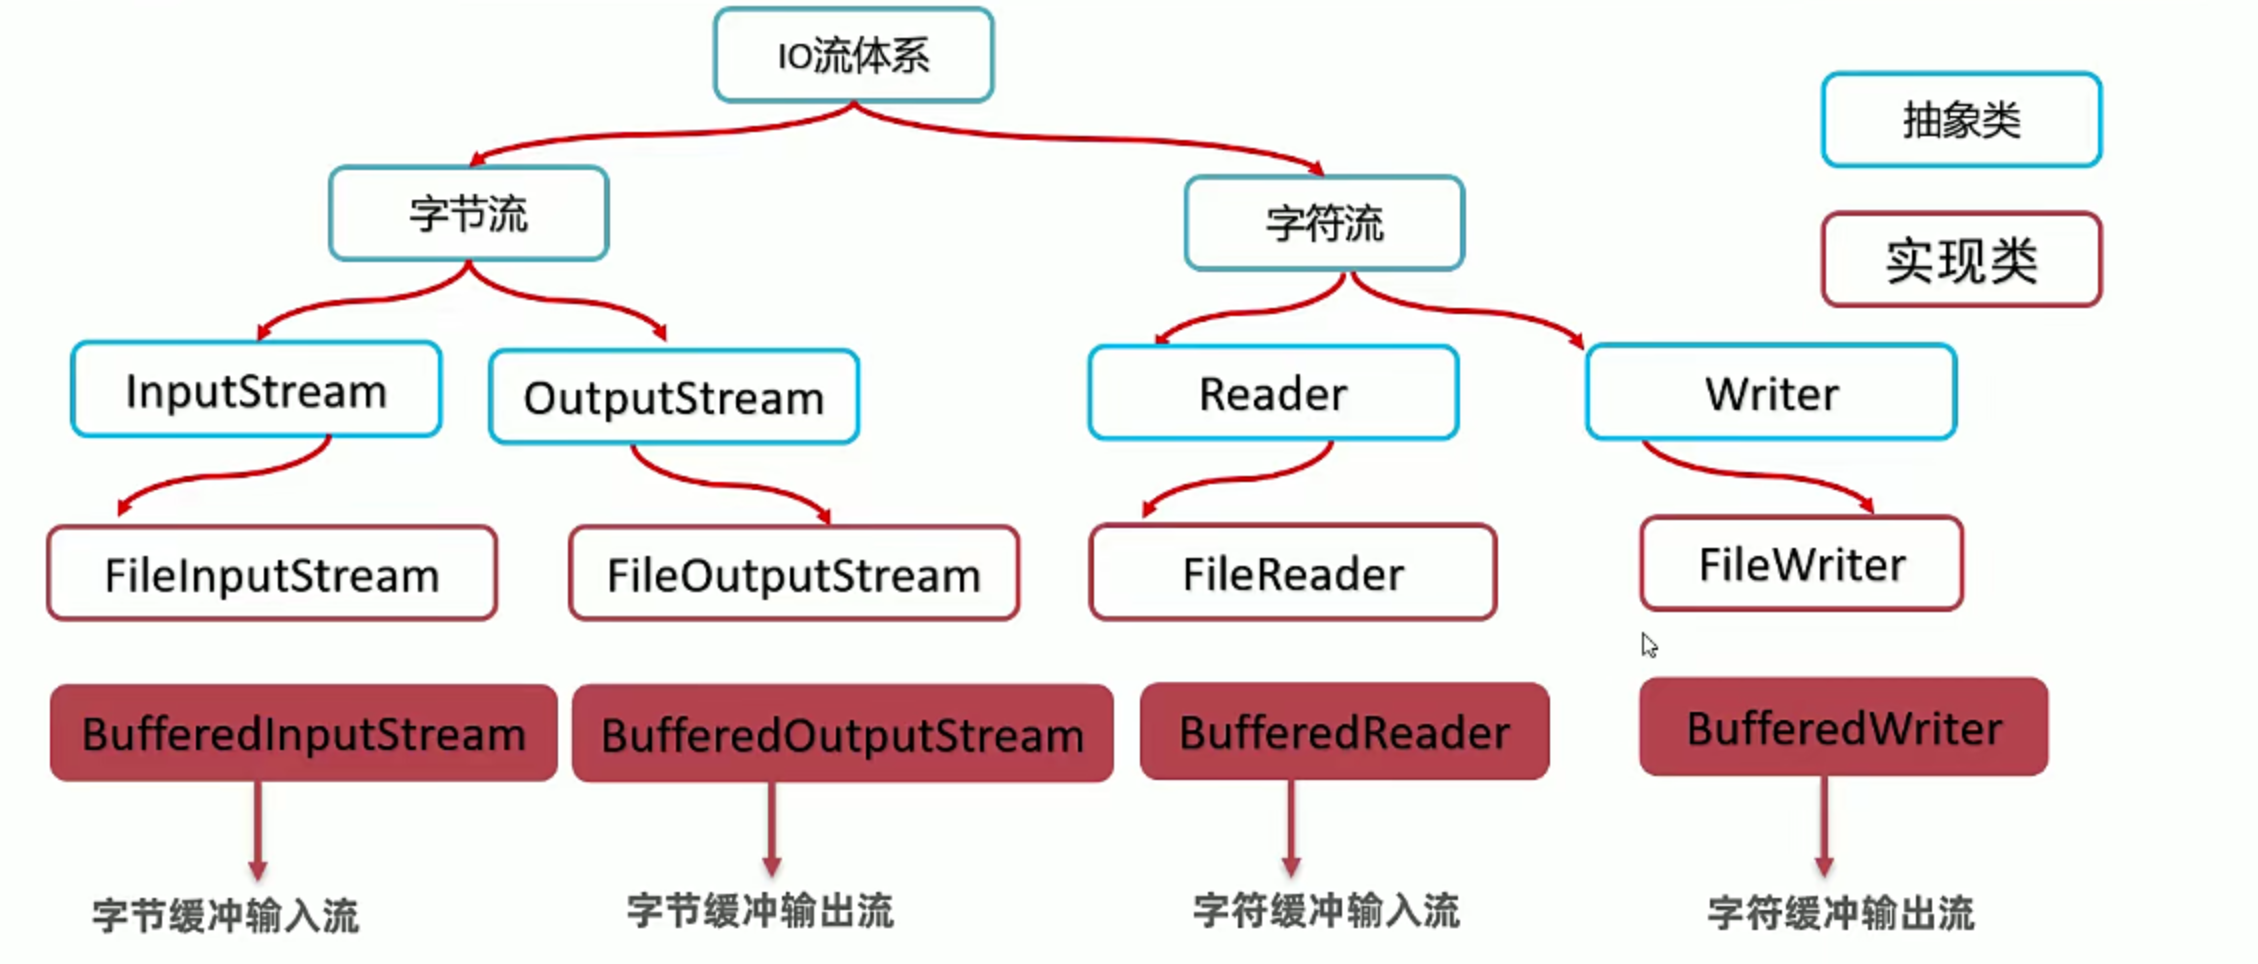 IO流体系
抽象类
字节流
字符流
实现类
InputStream
OutputStream
Reader
Writer
FileInputStream
FileOutputStream
FileReader
FileWriter
BufferedInputStream
BufferedOutputStream
BufferedReader
BufferedWriter
字节缓冲输入流
字节缓冲输出流
字符缓冲输入流
字符缓冲输出流